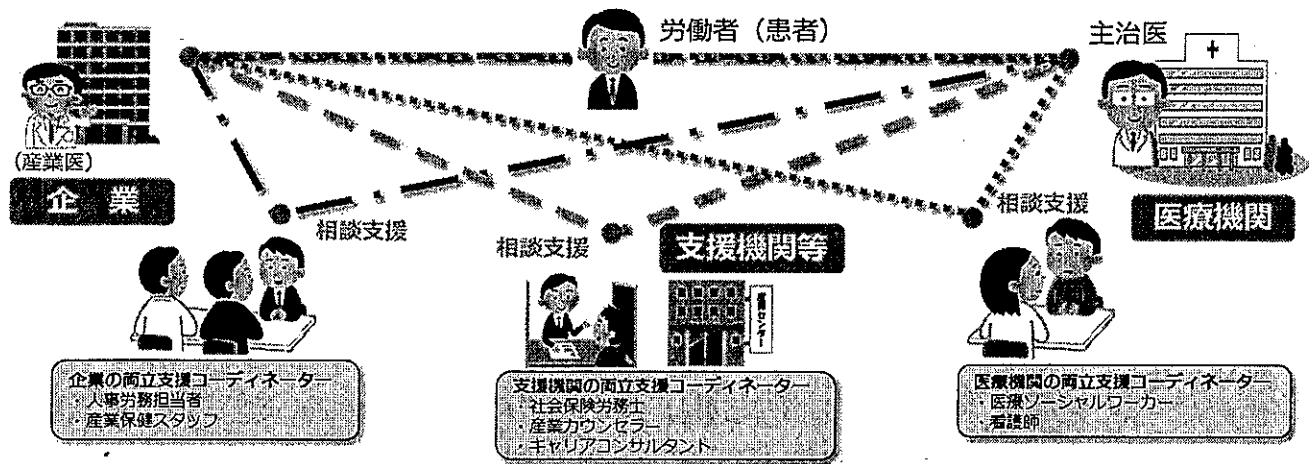 労働者（患者）
主治医
（産業医）
企業
相談支援
相談支援
支援機関等
相談支援
医療機関
企業の両立支援コーディネーター
・人事労務担当者
・産業保健スタッフ
支援機関の両立支援コーディネーター
・社会保険労務士
・産業カウンセラー
・キャリアコンサルタント
医療機関の両立支援コーディネーター
・医療ソーシャルワーカー
・看護師